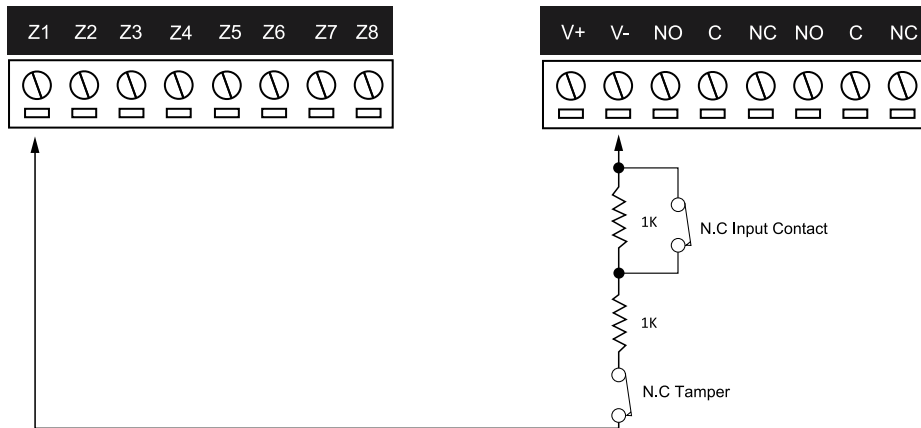 Z1 Z2 Z3 Z4 Z5 Z6 Z7 Z8
V+ V- NO C NC NO C NC
1K
N.C Input Contact
1K
N.C Tamper